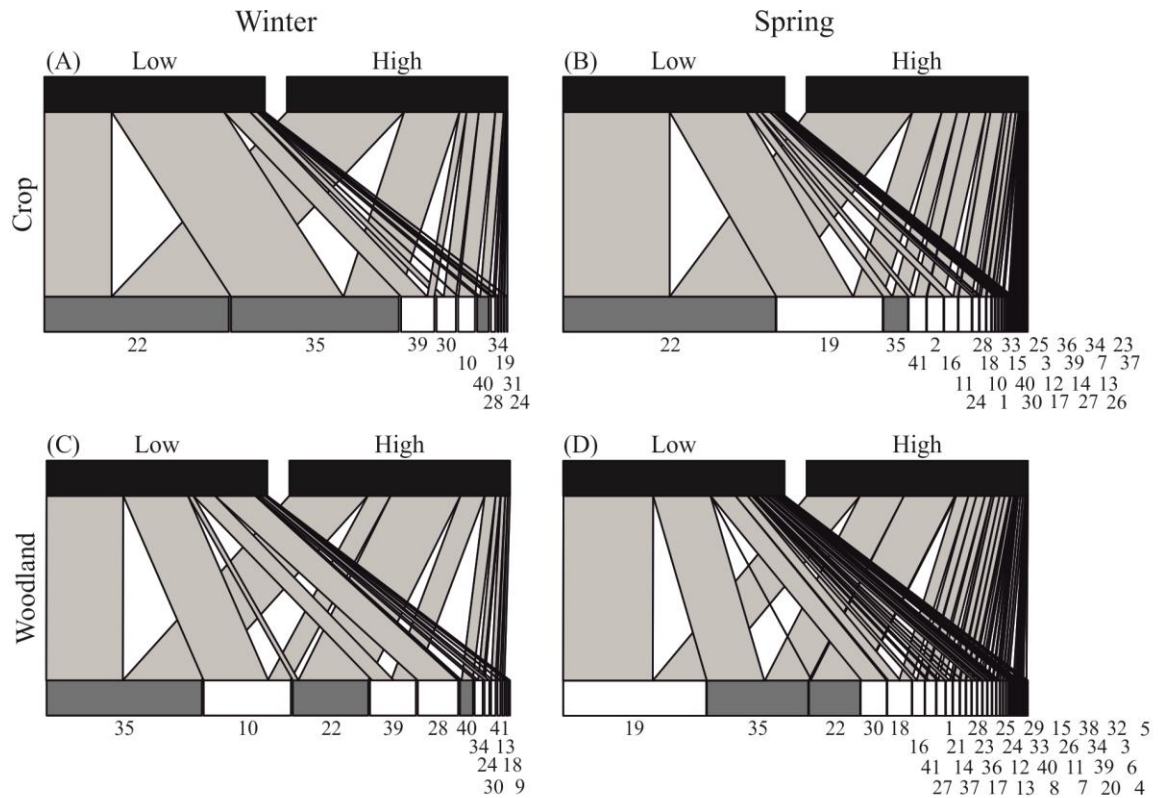 Winter Spring
(A) Low High (B) Low High
Crop
22 35 39 30 34 22 19 35 2 28 33 25 36 34 23
10 19 41 16 18 15 3 39 7 37
40 31 11 10 40 12 14 13
28 24 24 1 30 17 27 26
(C) Low High (D) Low High
Woodland
35 10 22 39 28 40 41 19 35 22 30 18 1 28 25 29 15 38 32 5
34 13 16 21 23 24 33 26 34 3
24 18 41 14 36 12 40 11 39 6
30 9 27 37 17 13 8 7 20 4